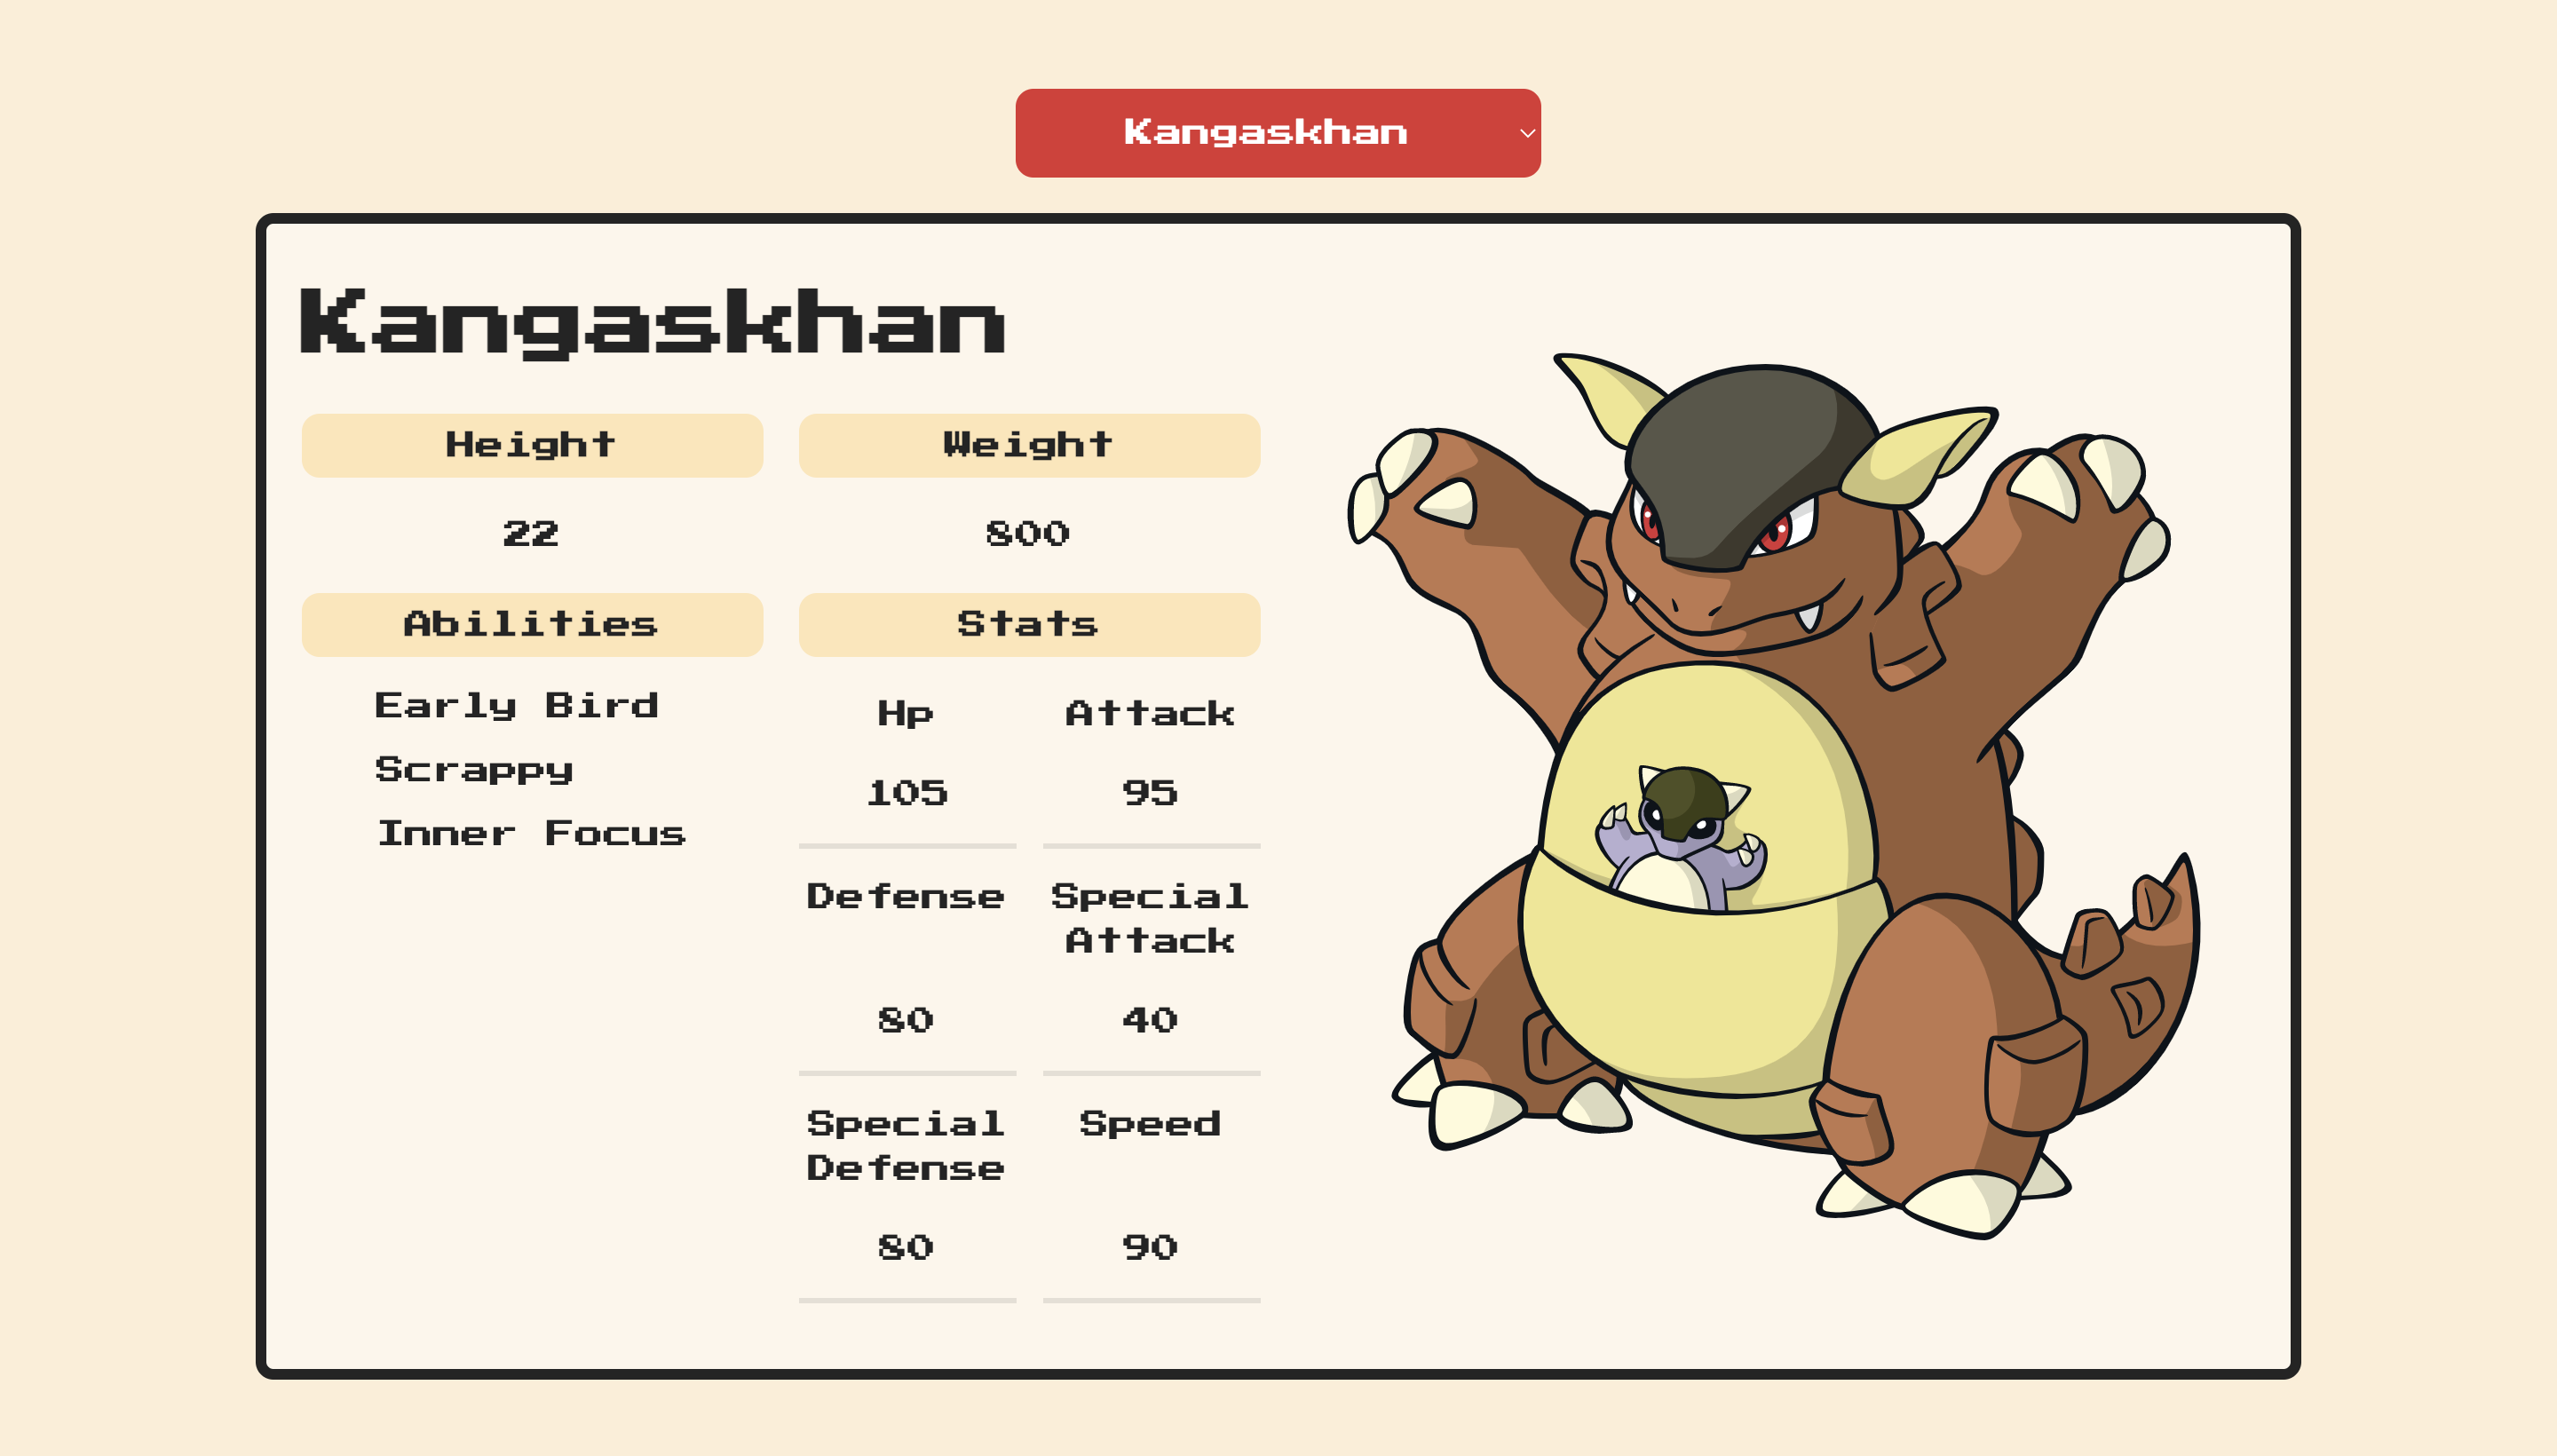 Kangaskhan
Kangaskhan
Height
Weight
22
800
Abilities
Early Bird
Scrappy
Inner Focus
Stats
Hp
Attack
105
95
Defense
Special
Attack
80
40
Special
Defense
Speed
80
90